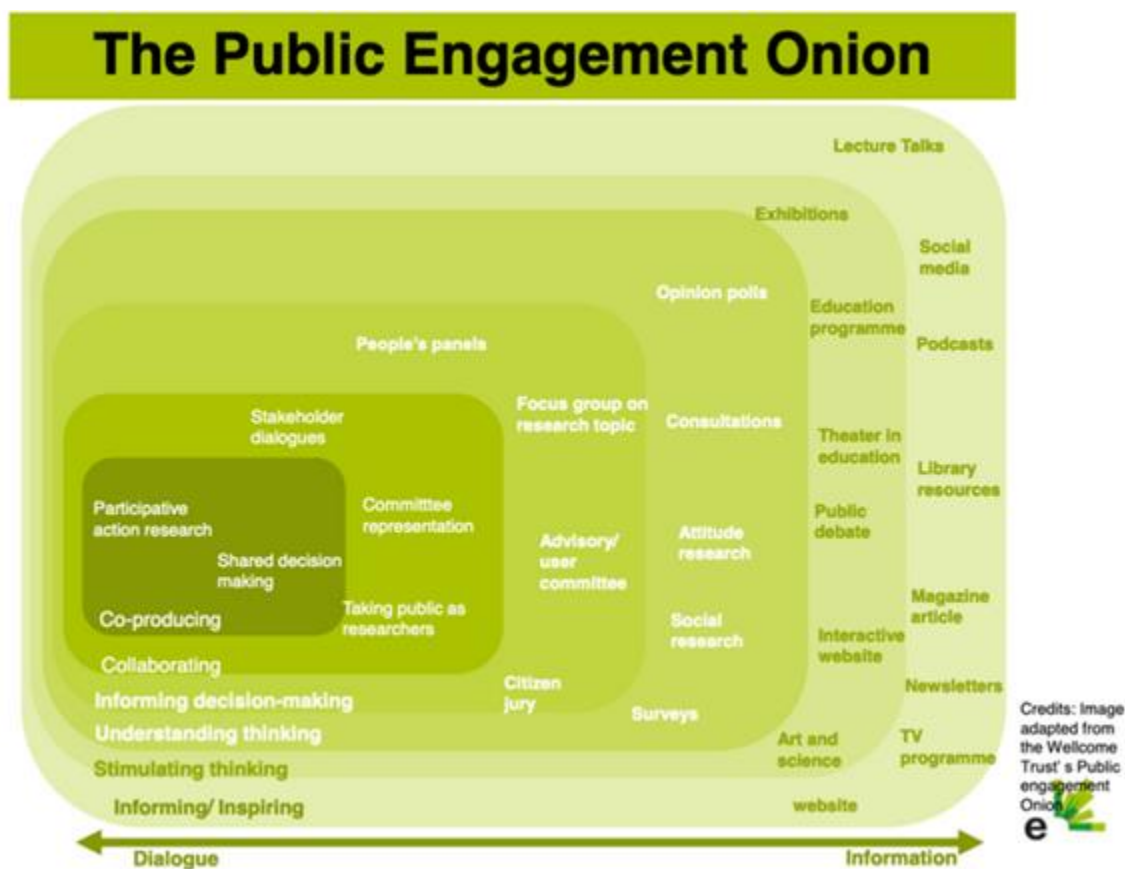 The Public Engagement Onion
Lecture Talks
Exhibitions
Social
media
Opinion polls
Education
programme
Podcasts
People's panels
Focus group on
research topic
Consultations
Stakeholder
dialogues
Theater in
education
Library
resources
Participative
action research
Committtee
representation
Public
debate
Advisory/
user
committee
Attitude
research
Shared decision
making
Magazine
article
Taking public as
researchers
Social
research
Interactive
website
Co-producing
Collaborating
Citizen
jury
Newsletters
Informing decision-making
Surveys
Understanding thinking
Art and
science
TV
programme
Stimulating thinking
Informing/ Inspiring
website
Dialogue
Information
Credits: Image
adapted from
the Wellcome
Trust' s Public
engagement
Onion
e